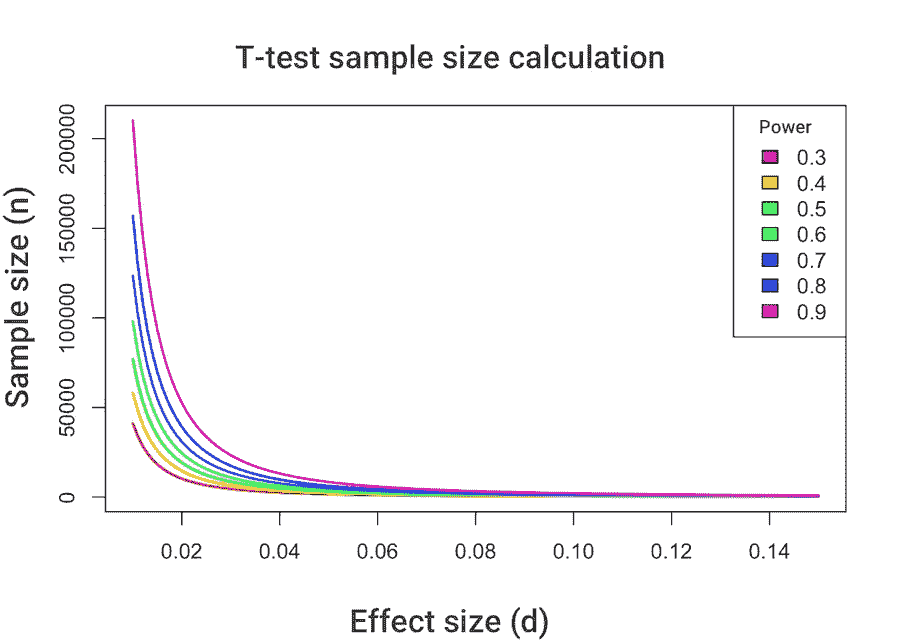 T-test sample size calculation
Sample size (n)
200000
150000
100000
50000
0
Power
0.3
0.4
0.5
0.6
0.7
0.8
0.9
0.02 0.04 0.06 0.08 0.10 0.12 0.14
Effect size (d)